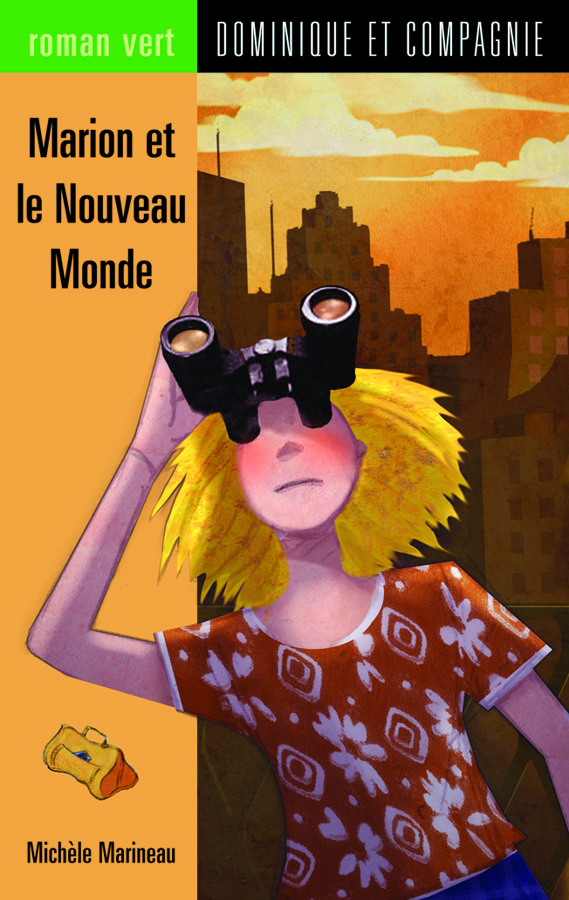 roman vert
DOMINIQUE ET COMPAGNIE
Marion et
le Nouveau
Monde
Michèle Marineau